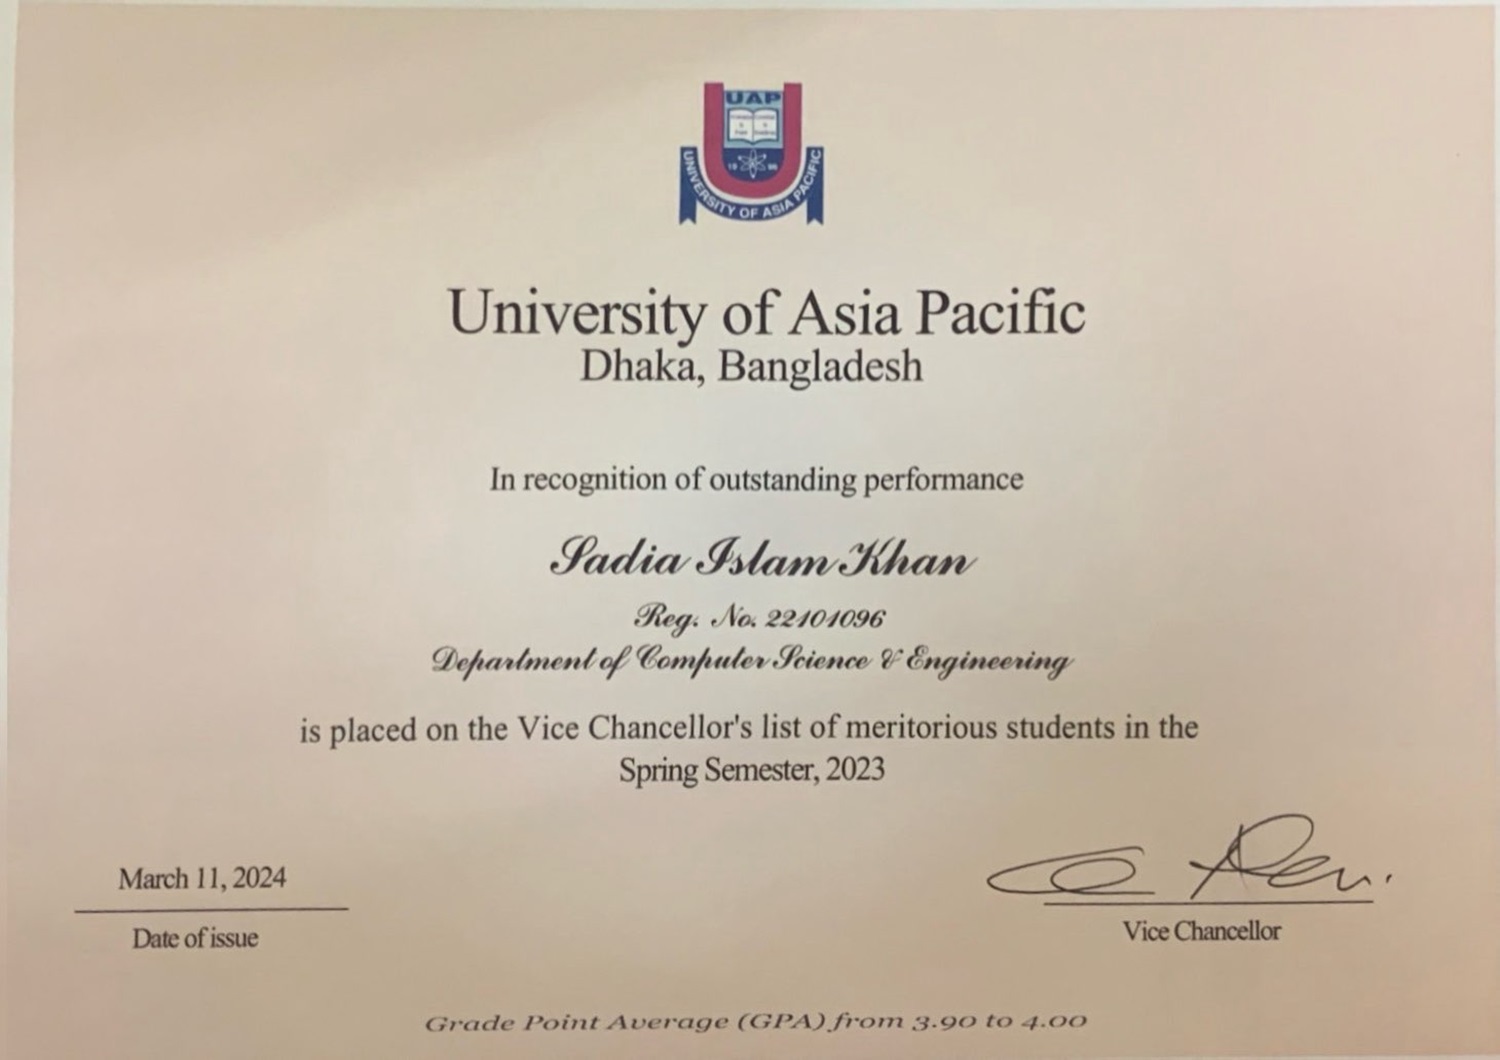 UAP
UNIVERSITY OF ASIA PACIFIC
University of Asia Pacific
Dhaka, Bangladesh
In recognition of outstanding performance
Sadia Islam Khan
Reg. No. 22101096
Department of Computer Science & Engineering
is placed on the Vice Chancellor's list of meritorious students in the
Spring Semester, 2023
March 11, 2024
Date of issue
Vice Chancellor
Grade Point Average (GPA) from 3.90 to 4.00